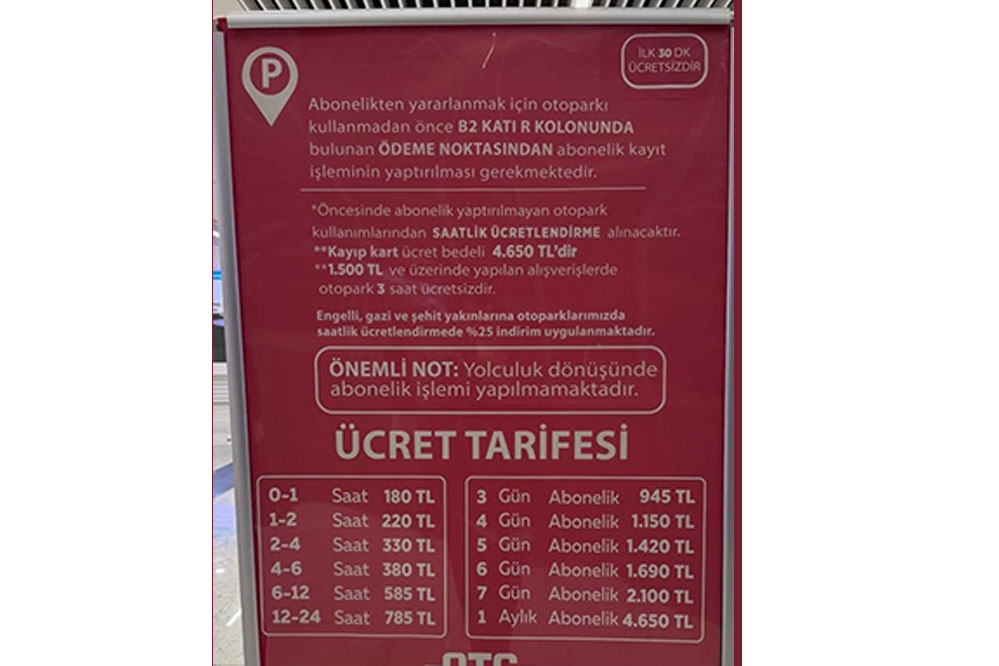 P
İLK 30 DK
ÜCRETSİZDİR
Abonelikten yararlanmak için otoparkı
kullanmadan önce B2 KATI R KOLONUNDA
bulunan ÖDEME NOKTASINDAN abonelik kayıt
işleminin yaptırılması gerekmektedir.
*Öncesinde abonelik yaptırılmayan otopark
kullanımlarından SAATLİK ÜCRETLENDİRME alınacaktır.
**Kayıp kart ücret bedeli 4.650 TL'dir
**1.500 TL ve üzerinde yapılan alışverişlerde
otopark 3 saat ücretsizdir.
Engelli, gazi ve şehit yakınlarına otoparklarımızda
saatlik ücretlendirmede %25 indirim uygulanmaktadır.
ÖNEMLİ NOT: Yolculuk dönüşünde
abonelik işlemi yapılmamaktadır.
ÜCRET TARİFESİ
0-1 Saat 180 TL
1-2 Saat 220 TL
2-4 Saat 330 TL
4-6 Saat 380 TL
6-12 Saat 585 TL
12-24 Saat 785 TL
3 Gün Abonelik 945 TL
4 Gün Abonelik 1.150 TL
5 Gün Abonelik 1.420 TL
6 Gün Abonelik 1.690 TL
7 Gün Abonelik 2.100 TL
1 Aylık Abonelik 4.650 TL